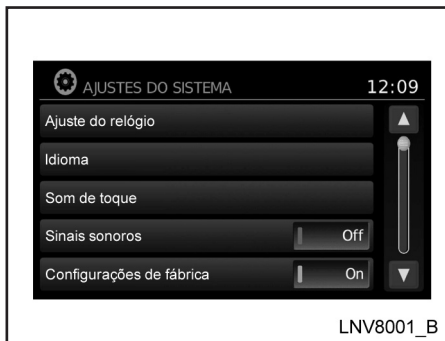 AJUSTES DO SISTEMA 12:09
Ajuste do relógio
Idioma
Som de toque
Sinais sonoros Off
Configurações de fábrica On
LNV8001_B